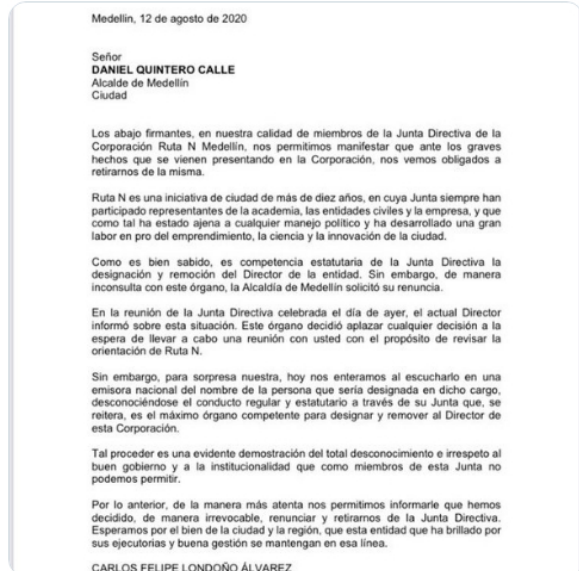 Medellín, 12 de agosto de 2020
Señor
DANIEL QUINTERO CALLE
Alcalde de Medellín
Ciudad
Los abajo firmantes, en nuestra calidad de miembros de la Junta Directiva de la
Corporación Ruta N Medellín, nos permitimos manifestar que ante los graves
hechos que se vienen presentando en la Corporación, nos vemos obligados a
retirarnos de la misma.
Ruta N es una iniciativa de ciudad de más de diez años, en cuya Junta siempre han
participado representantes de la academia, las entidades civiles y la empresa, y que
como tal ha estado ajena a cualquier manejo político y ha desarrollado una gran
labor en pro del emprendimiento, la ciencia y la innovación de la ciudad.
Como es bien sabido, es competencia estatutaria de la Junta Directiva la
designación y remoción del Director de la entidad. Sin embargo, de manera
inconsulta con este órgano, la Alcaldía de Medellín solicitó su renuncia.
En la reunión de la Junta Directiva celebrada el día de ayer, el actual Director
informó sobre esta situación. Este órgano decidió aplazar cualquier decisión a la
espera de llevar a cabo una reunión con usted con el propósito de revisar la
orientación de Ruta N.
Sin embargo, para sorpresa nuestra, hoy nos enteramos al escucharlo en una
emisora nacional del nombre de la persona que sería designada en dicho cargo,
desconociéndose el conducto regular y estatutario a través de su Junta que, se
reitera, es el máximo órgano competente para designar y remover al Director de
esta Corporación.
Tal proceder es una evidente demostración del total desconocimiento e irrespeto al
buen gobierno y a la institucionalidad que como miembros de esta Junta no
podemos permitir.
Por lo anterior, de la manera más atenta nos permitimos informarle que hemos
decidido, de manera irrevocable, renunciar y retirarnos de la Junta Directiva.
Esperamos por el bien de la ciudad y la región, que esta entidad que ha brillado por
sus ejecutorias y buena gestión se mantengan en esa línea.
CARLOS FELIPE LONDOÑO ÁLVAREZ